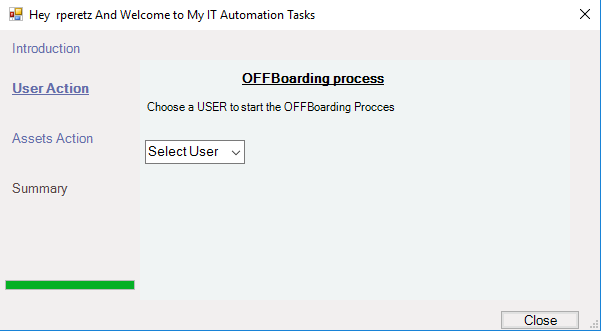 Hey rperetz And Welcome to My IT Automation Tasks
Introduction
User Action
Assets Action
Summary
OFFBoarding process
Choose a USER to start the OFFBoarding Procces
Select User
Close